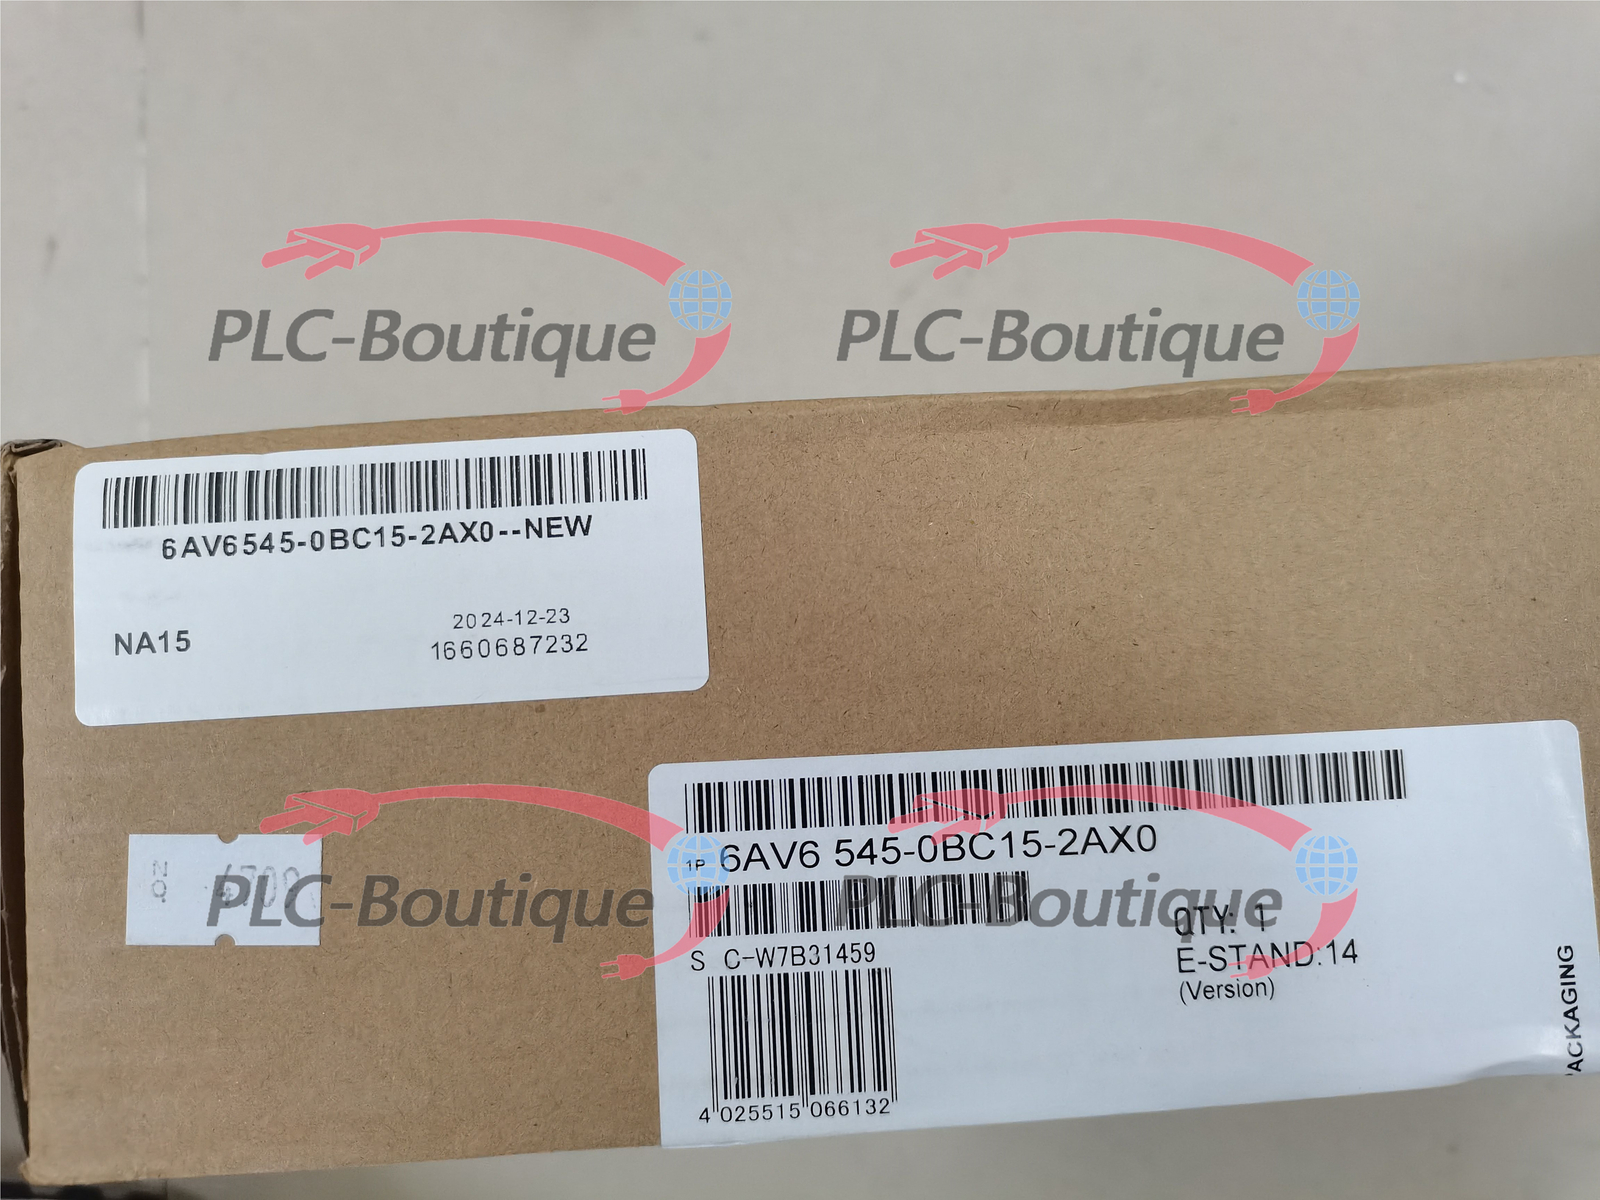 PLC-Boutique
PLC-Boutique
6AV6545-0BC15-2AX0--NEW
2024-12-23
NA15
1660687232
1P 6AV6 545-0BC15-2AX0
NO
PLC-Boutique
PLC-Boutique
QTY: 1
S C-W7B31459
E-STAND:14
(Version)
4 025515 066132
PACKAGING